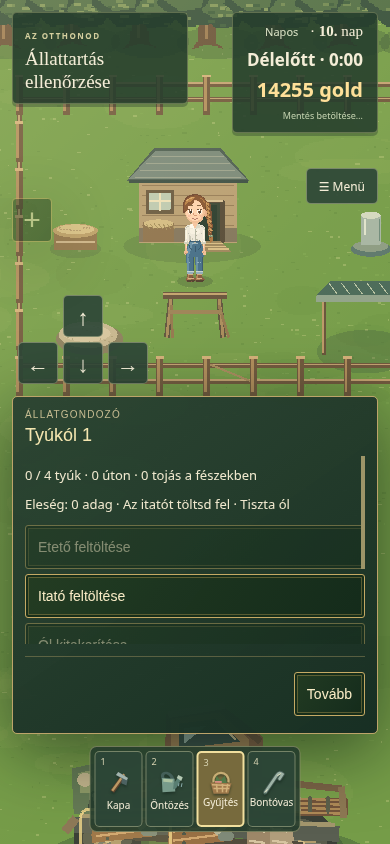 AZ OTTHONOD
Állattartás
ellenőrzése
Napos · 10. nap
Délelőtt · 0:00
14255 gold
Mentés betöltése…
☰ Menü
+
↑
← ↓ →
ÁLLATGONDOZÓ
Tyúkól 1
0 / 4 tyúk · 0 úton · 0 tojás a fészekben
Eleség: 0 adag · Az itatót töltsd fel · Tiszta ól
Etető feltöltése
Itató feltöltése
Ól kitakarítása
Tovább
1 2 3 4
Kapa Öntözés Gyűjtés Bontóvas